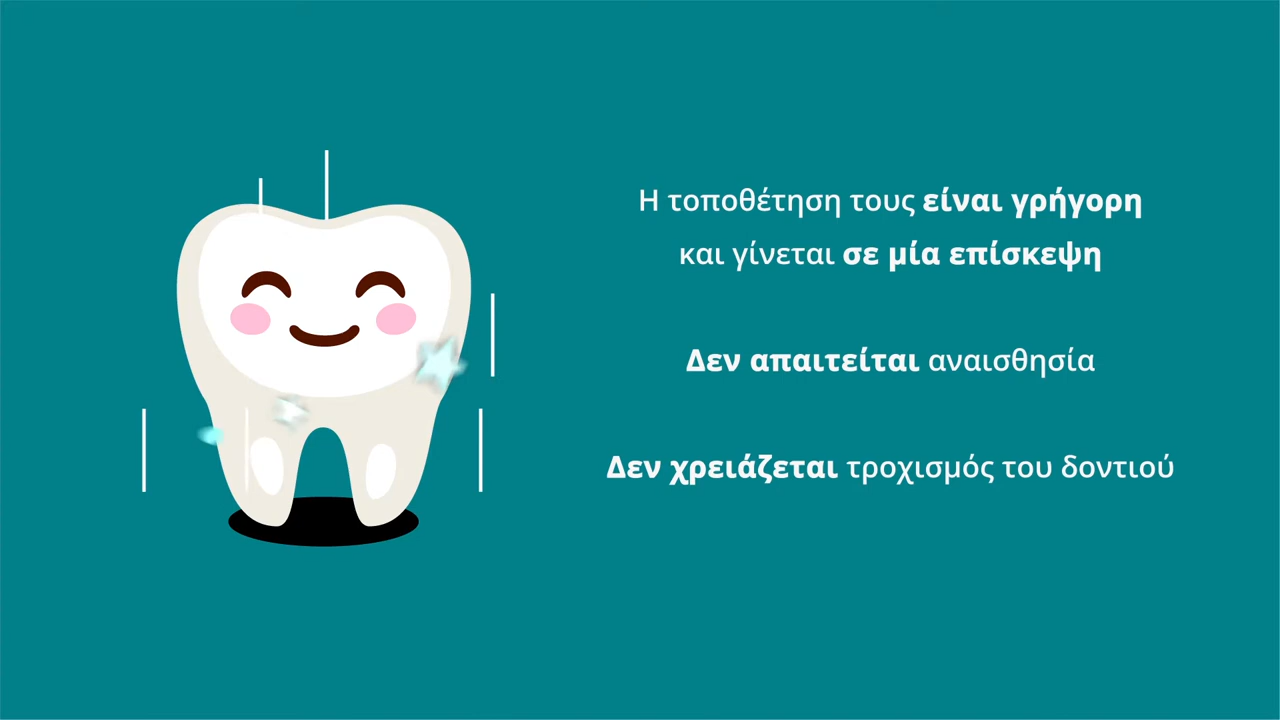 Η τοποθέτηση τους είναι γρήγορη
και γίνεται σε μία επίσκεψη
Δεν απαιτείται αναισθησία
Δεν χρειάζεται τροχισμός του δοντιού